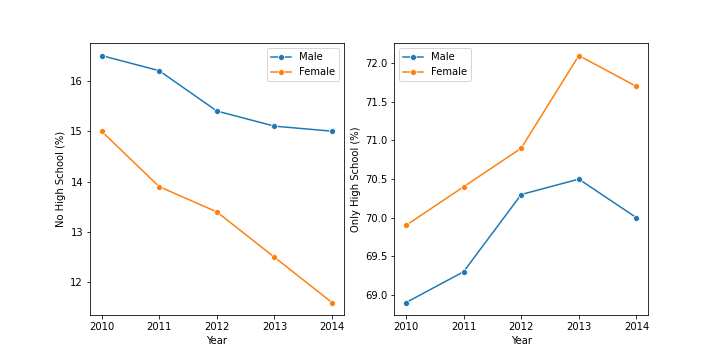 Male
Female
16
15
14
13
12
No High School (%)
2010 2011 2012 2013 2014
Year
Male
Female
72.0
71.5
71.0
70.5
70.0
69.5
69.0
Only High School (%)
2010 2011 2012 2013 2014
Year